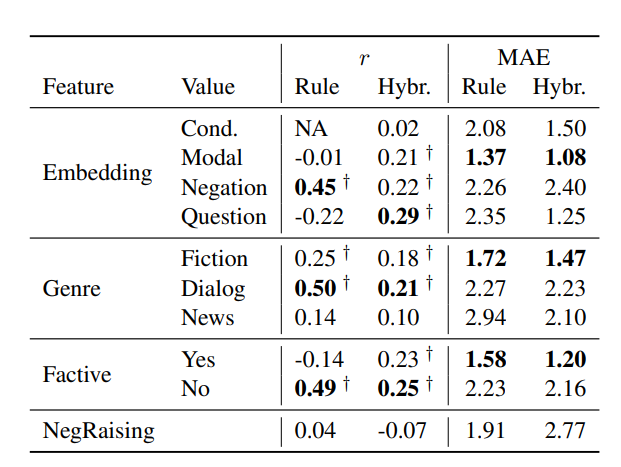 r MAE
Feature Value Rule Hybr. Rule Hybr.
Cond. NA 0.02 2.08 1.50
Modal -0.01 0.21 † 1.37 1.08
Embedding
Negation 0.45 † 0.22 † 2.26 2.40
Question -0.22 0.29 † 2.35 1.25
Fiction 0.25 † 0.18 † 1.72 1.47
Genre Dialog 0.50 † 0.21 † 2.27 2.23
News 0.14 0.10 2.94 2.10
Yes -0.14 0.23 † 1.58 1.20
Factive
No 0.49 † 0.25 † 2.23 2.16
NegRaising 0.04 -0.07 1.91 2.77